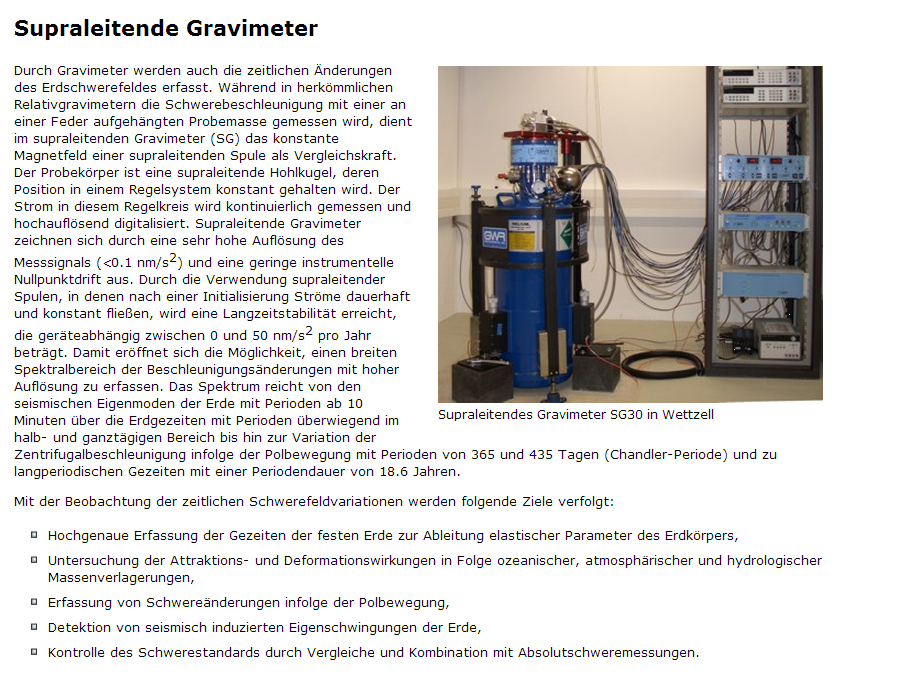 Supraleitende Gravimeter
Durch Gravimeter werden auch die zeitlichen Änderungen
des Erdschwerefeldes erfasst. Während in herkömmlichen
Relativgravimetern die Schwerebeschleunigung mit einer an
einer Feder aufgehängten Probemasse gemessen wird, dient
im supraleitenden Gravimeter (SG) das konstante
Magnetfeld einer supraleitenden Spule als Vergleichskraft.
Der Probekörper ist eine supraleitende Hohlkugel, deren
Position in einem Regelsystem konstant gehalten wird. Der
Strom in diesem Regelkreis wird kontinuierlich gemessen und
hochauflösend digitalisiert. Supraleitende Gravimeter
zeichnen sich durch eine sehr hohe Auflösung des
Messsignals (<0.1 nm/s²) und eine geringe instrumentelle
Nullpunktdrift aus. Durch die Verwendung supraleitender
Spulen, in denen nach einer Initialisierung Ströme dauerhaft
und konstant fließen, wird eine Langzeitstabilität erreicht,
die geräteabhängig zwischen 0 und 50 nm/s² pro Jahr
beträgt. Damit eröffnet sich die Möglichkeit, einen breiten
Spektralbereich der Beschleunigungsänderungen mit hoher
Auflösung zu erfassen. Das Spektrum reicht von den
seismischen Eigenmoden der Erde mit Perioden ab 10
Minuten über die Erdgezeiten mit Perioden überwiegend im
halb- und ganztägigen Bereich bis hin zur Variation der
Zentrifugalbeschleunigung infolge der Polbewegung mit Perioden von 365 und 435 Tagen (Chandler-Periode) und zu
langperiodischen Gezeiten mit einer Periodendauer von 18.6 Jahren.
GWR
Supraleitendes Gravimeter SG30 in Wettzell
Mit der Beobachtung der zeitlichen Schwerefeldvariationen werden folgende Ziele verfolgt:
Hochgenaue Erfassung der Gezeiten der festen Erde zur Ableitung elastischer Parameter des Erdkörpers,
Untersuchung der Attraktions- und Deformationswirkungen in Folge ozeanischer, atmosphärischer und hydrologischer
Massenverlagerungen,
Erfassung von Schwereänderungen infolge der Polbewegung,
Detektion von seismisch induzierten Eigenschwingungen der Erde,
Kontrolle des Schwerestandards durch Vergleiche und Kombination mit Absolutschweremessungen.